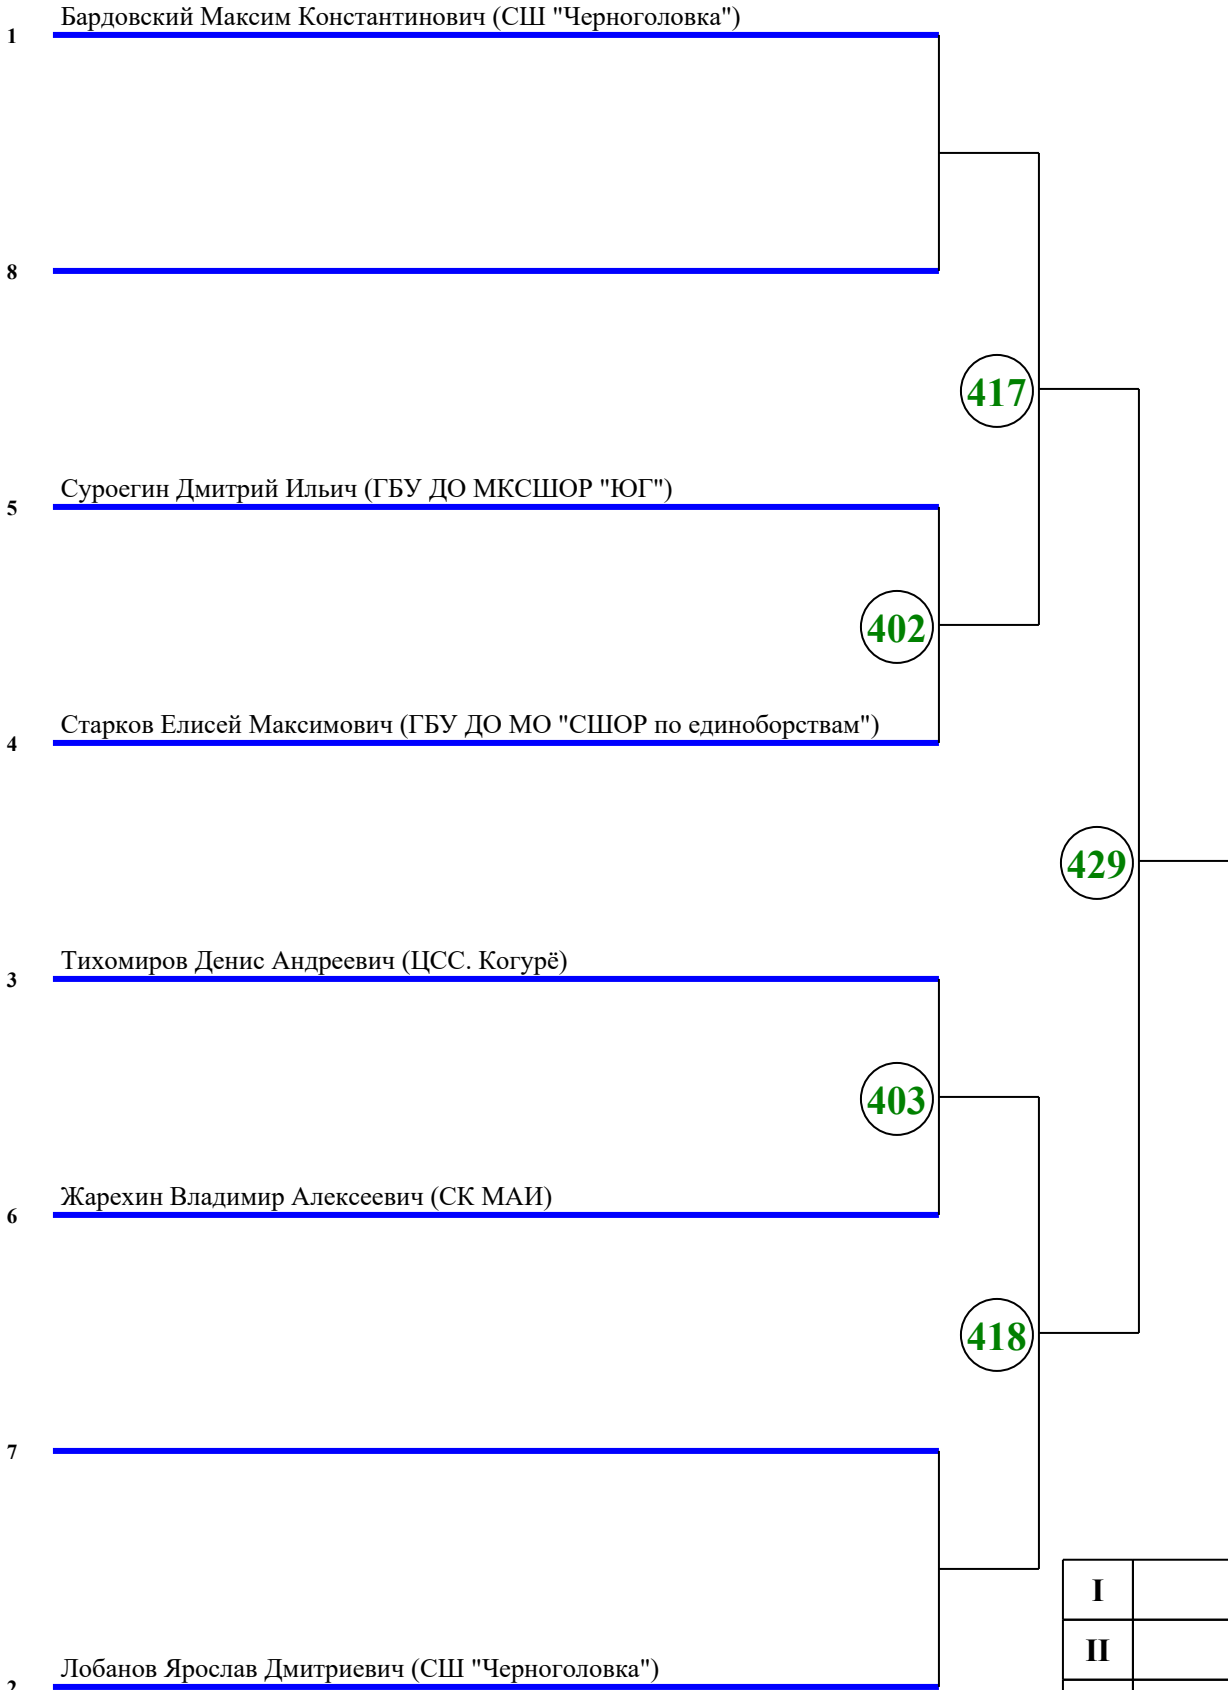 Бардовский Максим Константинович (СШ "Черноголовка")
1
8
417
Суроегин Дмитрий Ильич (ГБУ ДО МКСШОР "ЮГ")
5
402
Старков Елисей Максимович (ГБУ ДО МО "СШОР по единоборствам")
4
429
Тихомиров Денис Андреевич (ЦСС. Когурё)
3
403
Жарехин Владимир Алексеевич (СК МАИ)
6
418
7
I
II
Лобанов Ярослав Дмитриевич (СШ "Черноголовка")
2